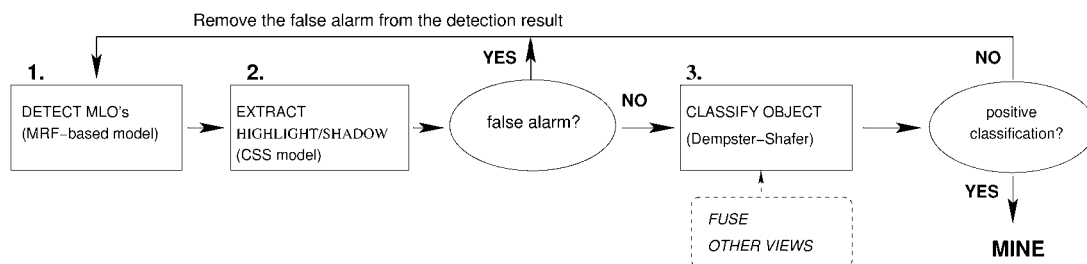 Remove the false alarm from the detection result
1.
DETECT MLO's
(MRF-based model)
2.
EXTRACT
HIGHLIGHT/SHADOW
(CSS model)
YES
false alarm?
NO
3.
CLASSIFY OBJECT
(Dempster-Shafer)
FUSE
OTHER VIEWS
NO
positive
classification?
YES
MINE